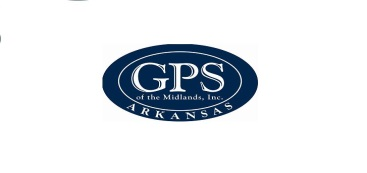 GPS
of the Midlands, Inc.
ARKANSAS